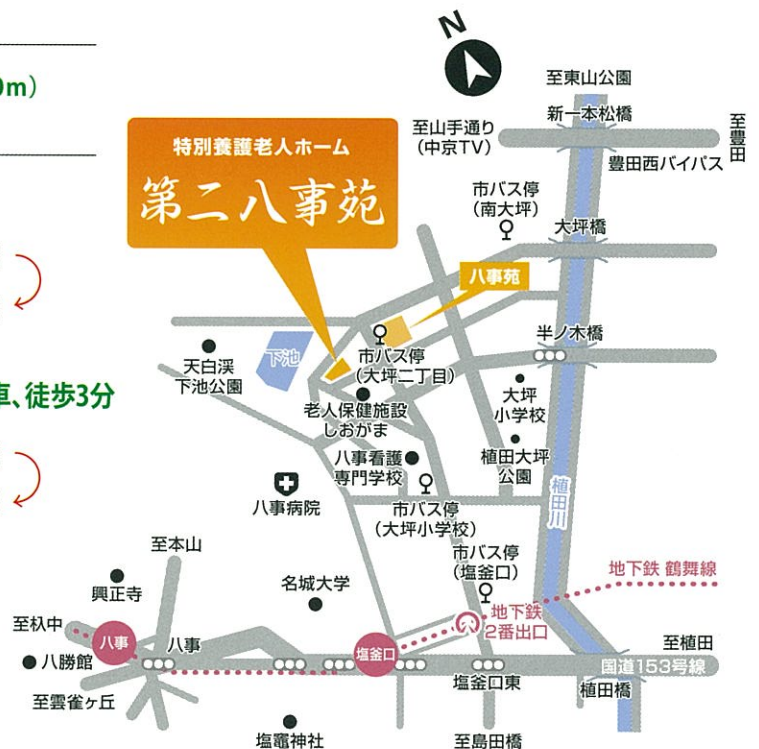 0m）
車、徒歩3分
N
至東山公園
新一本松橋
至山手通り
（中京TV）
至豊田
豊田西バイパス
特別養護老人ホーム
第二八事苑
市バス停
（南大坪）
大坪橋
八事苑
半ノ木橋
下池
天白渓
下池公園
市バス停
（大坪二丁目）
老人保健施設
しおがま
大坪
小学校
八事看護
専門学校
植田大坪
公園
八事病院
市バス停
（大坪小学校）
植田川
至本山
市バス停
（塩釜口）
興正寺
名城大学
地下鉄 鶴舞線
地下鉄
2番出口
至杁中
八事
八事
塩釜口
八勝館
至植田
国道153号線
至雲雀ヶ丘
塩釜口東
植田橋
塩竈神社
至島田橋